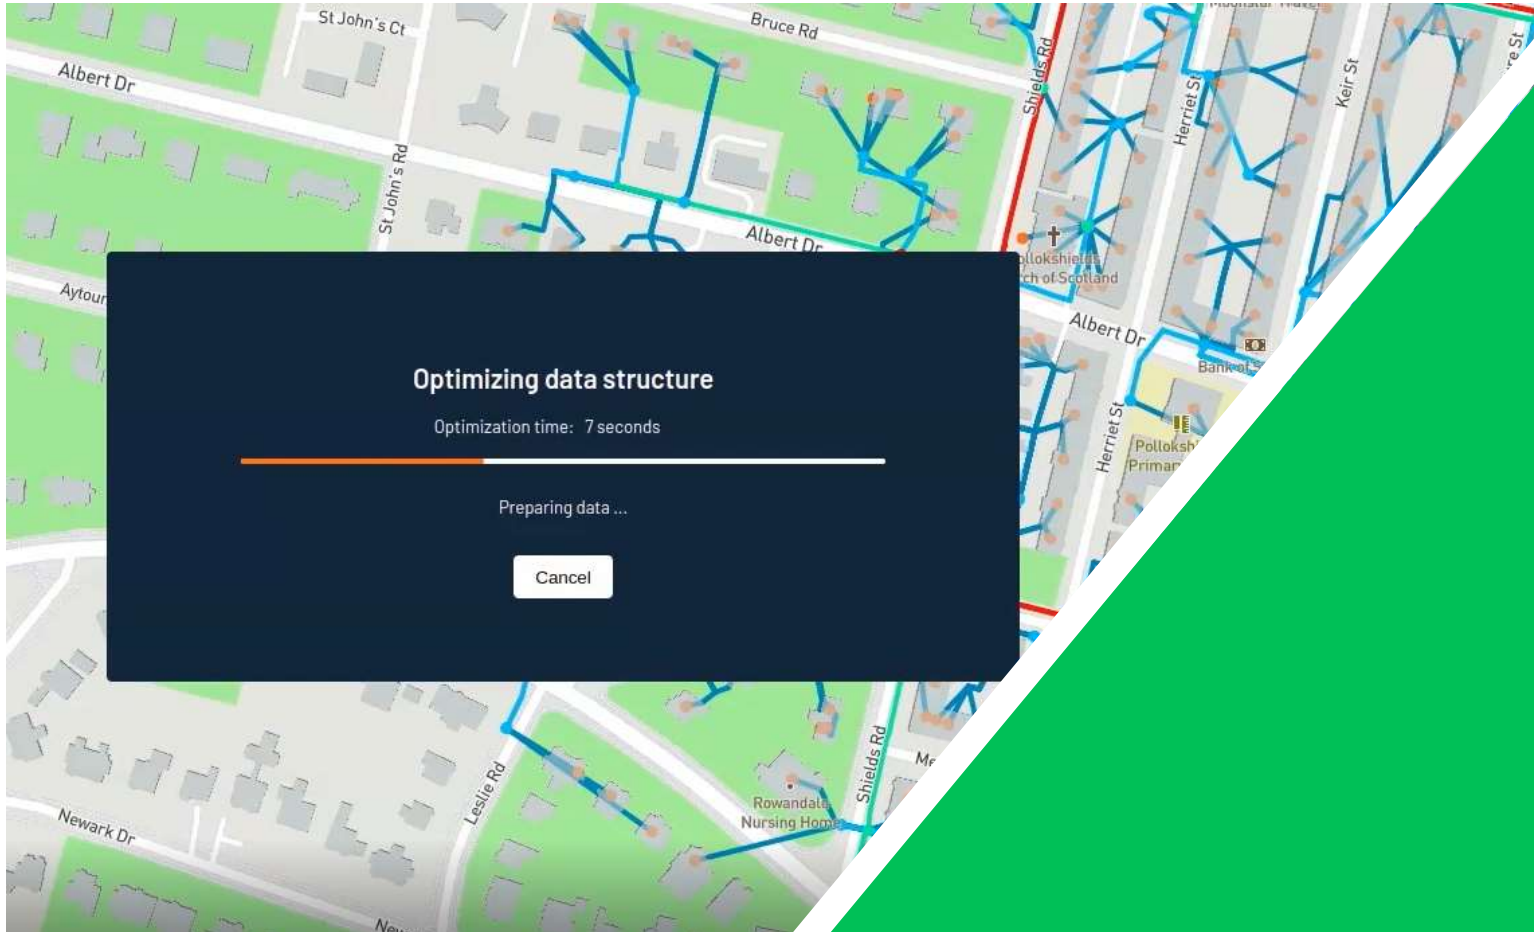 St John's Ct
Bruce Rd
Albert Dr
Shields Rd
Herriet St
Keir St
St John's Rd
Albert Dr
Albert Dr
Optimizing data structure
Optimization time: 7 seconds
Preparing data ...
Cancel
Herriet St
Leslie Rd
Shields Rd
Rowandale
Nursing Home
Newark Dr